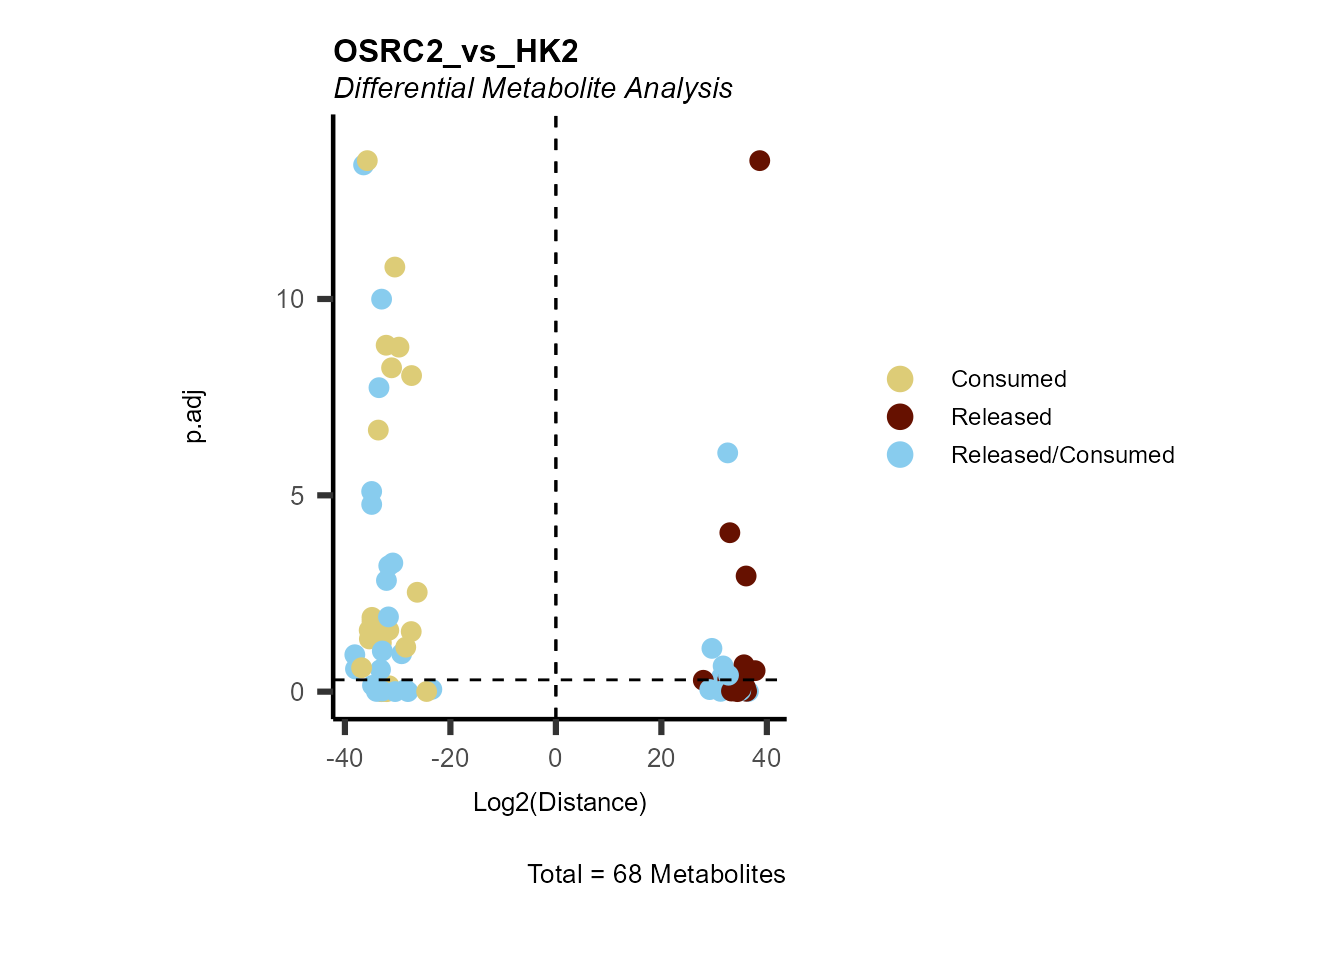 OSRC2_vs_HK2
Differential Metabolite Analysis
p.adj
10
5
0
-40 -20 0 20 40
Log2(Distance)
Consumed
Released
Released/Consumed
Total = 68 Metabolites